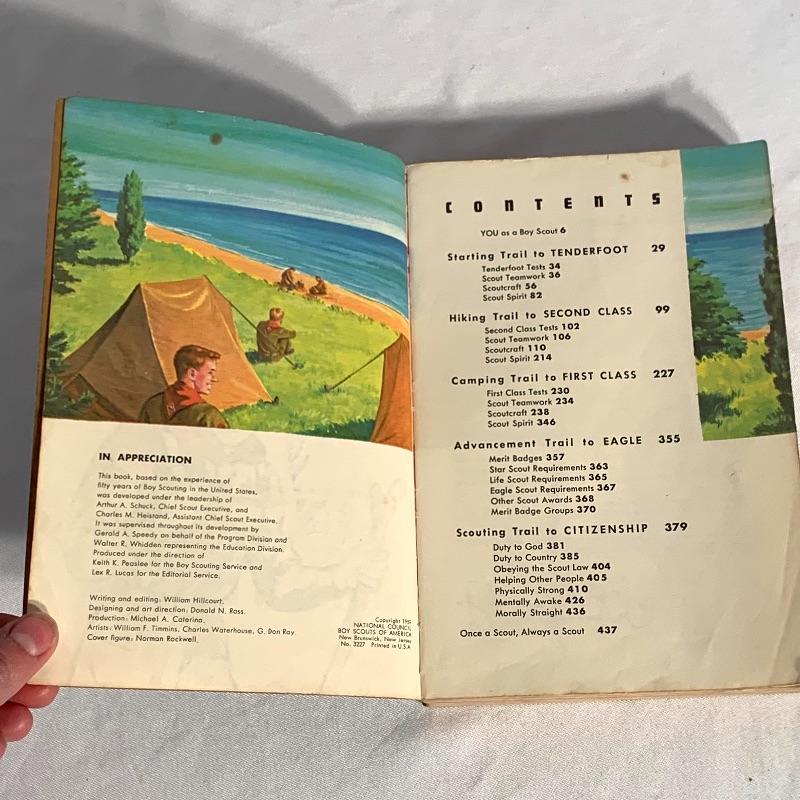 IN APPRECIATION
This book, based on the experience of
fifty years of Boy Scouting in the United States,
was developed under the leadership of
Arthur A. Schuck, Chief Scout Executive, and
Charles M. Heistand, Assistant Chief Scout Executive.
It was supervised throughout its development by
Gerald A. Speedy on behalf of the Program Division and
Walter R. Whidden representing the Education Division.
Produced under the direction of
Keith K. Peaslee for the Boy Scouting Service and
Lex R. Lucas for the Editorial Service.
Writing and editing: William Hillcourt.
Designing and art direction: Donald N. Ross.
Production: Michael A. Caterina.
Artists: William F. Timmins, Charles Waterhouse, G. Don Ray.
Cover figure: Norman Rockwell.
Copyright
NATIONAL COUNCIL
BOY SCOUTS OF AMERICA
New Brunswick, New Jersey
No. 3227 Printed in U.S.A.
CONTENTS
YOU as a Boy Scout 6
Starting Trail to TENDERFOOT 29
Tenderfoot Tests 34
Scout Teamwork 36
Scoutcraft 56
Scout Spirit 82
Hiking Trail to SECOND CLASS 99
Second Class Tests 102
Scout Teamwork 106
Scoutcraft 110
Scout Spirit 214
Camping Trail to FIRST CLASS 227
First Class Tests 230
Scout Teamwork 234
Scoutcraft 238
Scout Spirit 346
Advancement Trail to EAGLE 355
Merit Badges 357
Star Scout Requirements 363
Life Scout Requirements 365
Eagle Scout Requirements 367
Other Scout Awards 368
Merit Badge Groups 370
Scouting Trail to CITIZENSHIP 379
Duty to God 381
Duty to Country 385
Obeying the Scout Law 404
Helping Other People 405
Physically Strong 410
Mentally Awake 426
Morally Straight 436
Once a Scout, Always a Scout 437